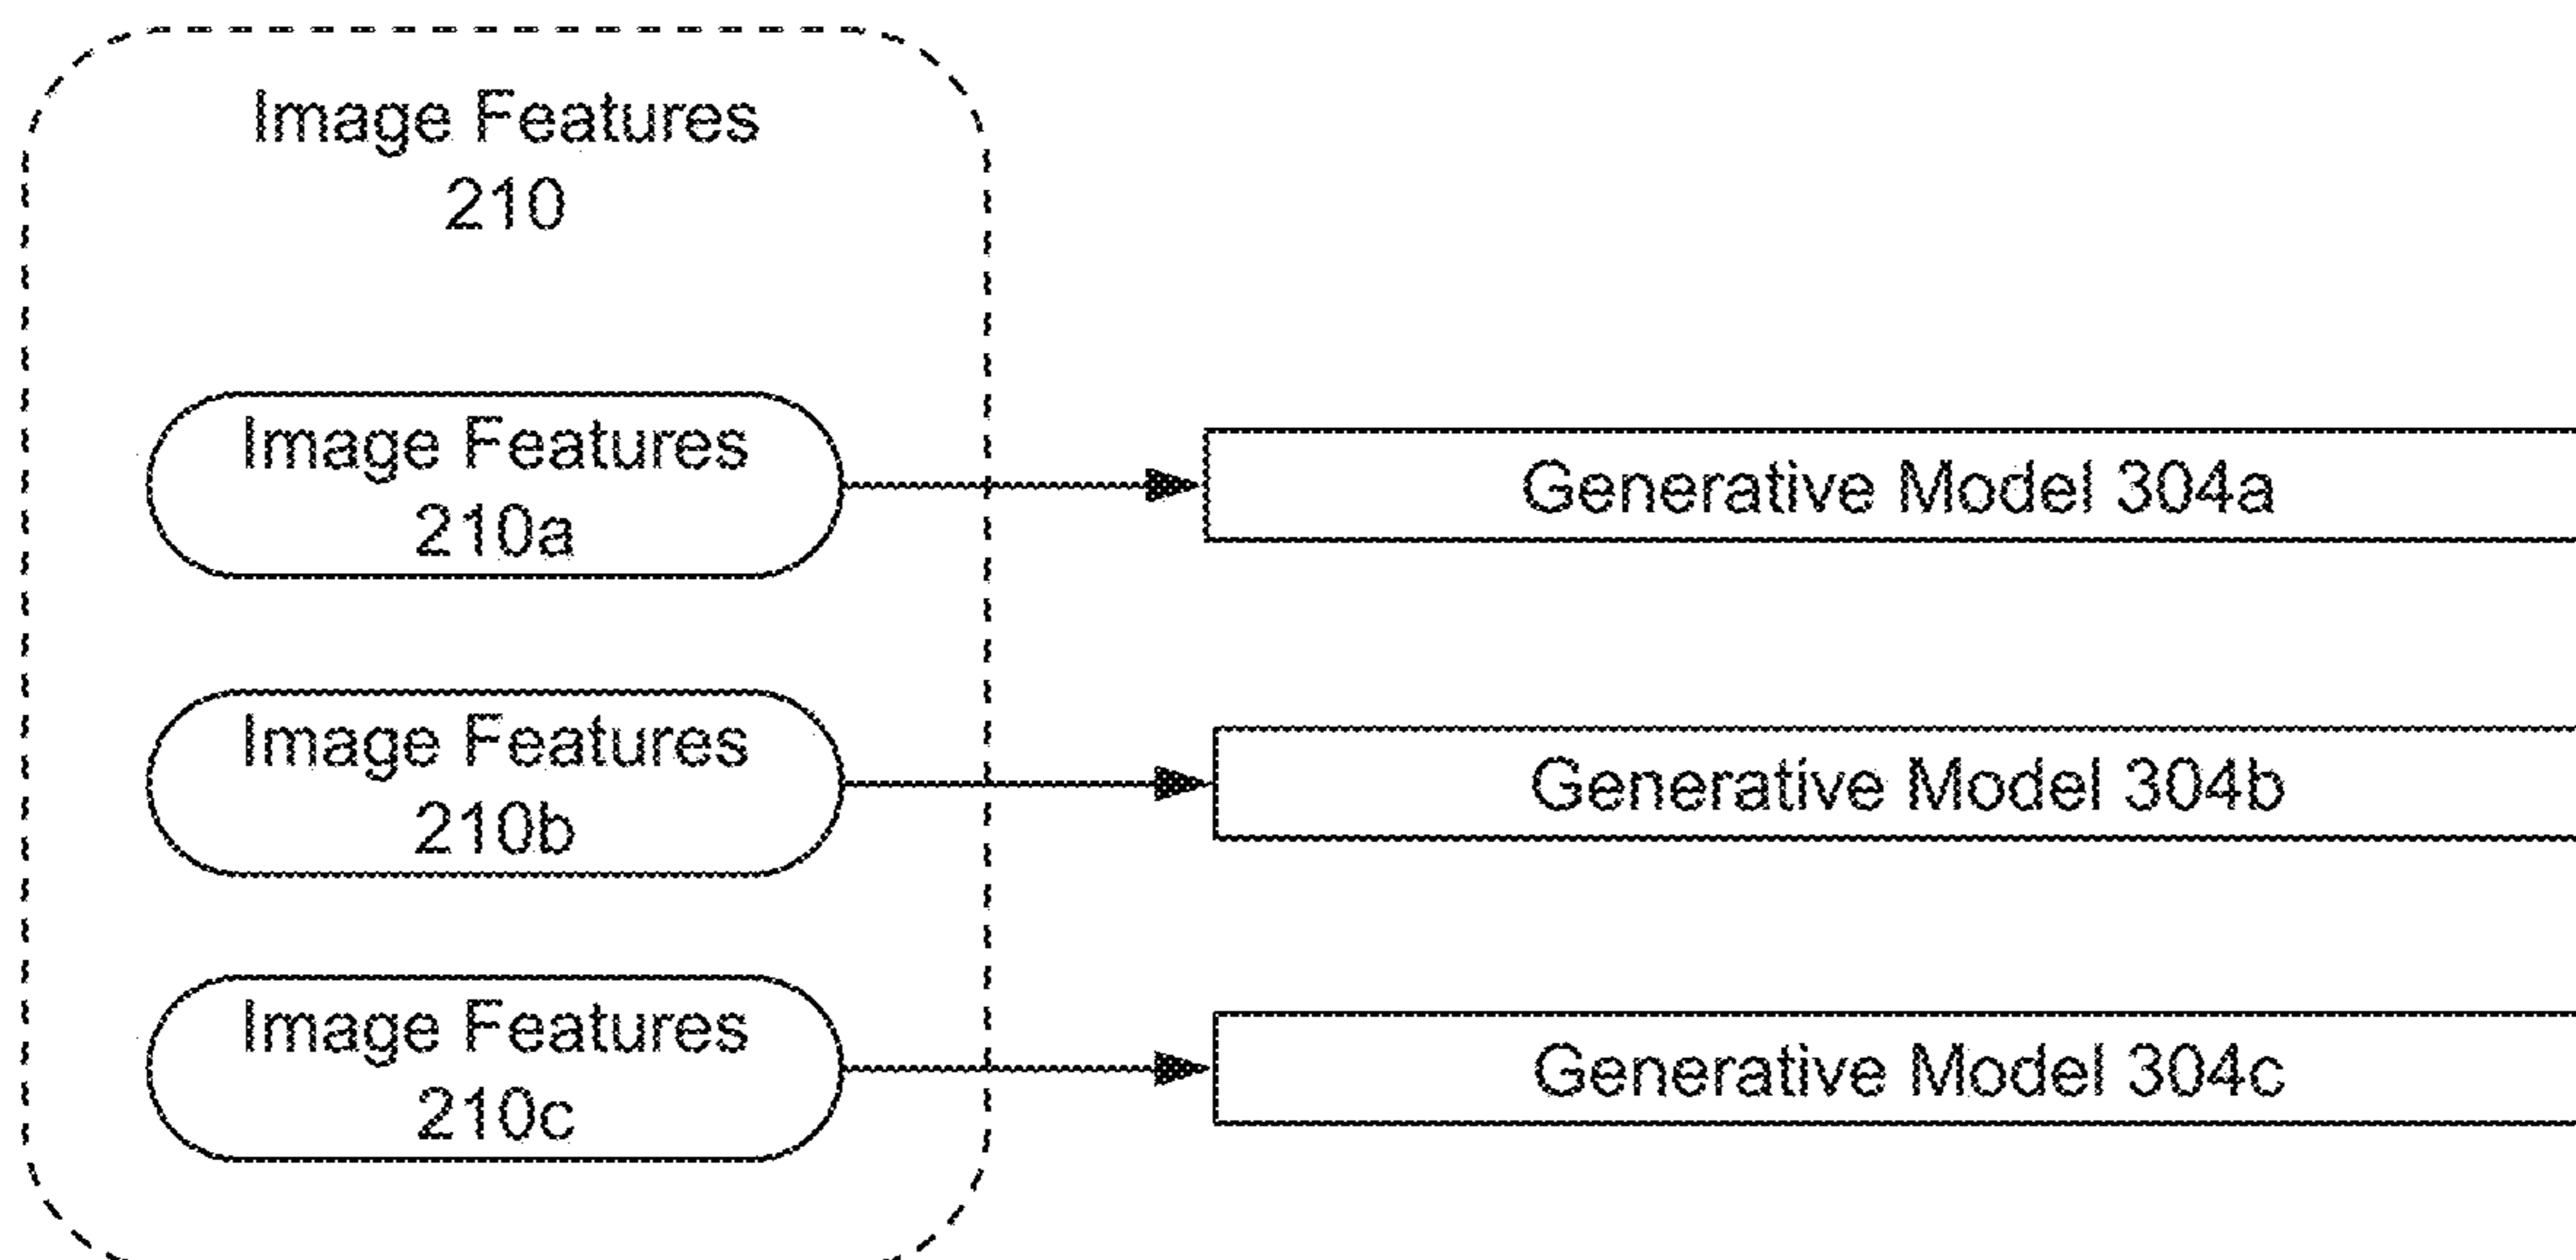 Image Features
210
Image Features
210a
Generative Model 304a
Image Features
210b
Generative Model 304b
Image Features
210c
Generative Model 304c